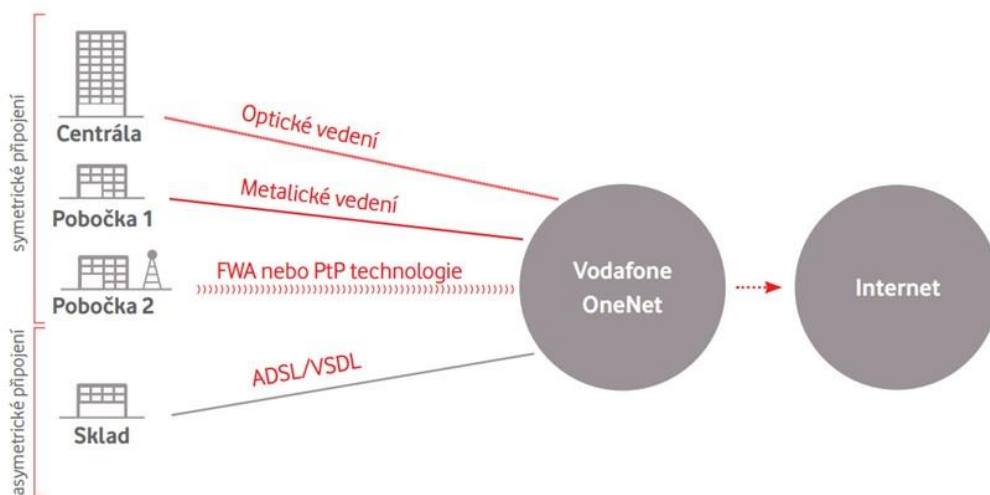 symetrické připojení
Centrála
Optické vedení
Pobočka 1
Metalické vedení
Pobočka 2
FWA nebo PtP technologie
Vodafone
OneNet
Internet
asymetrické připojení
Sklad
ADSL/VSDL